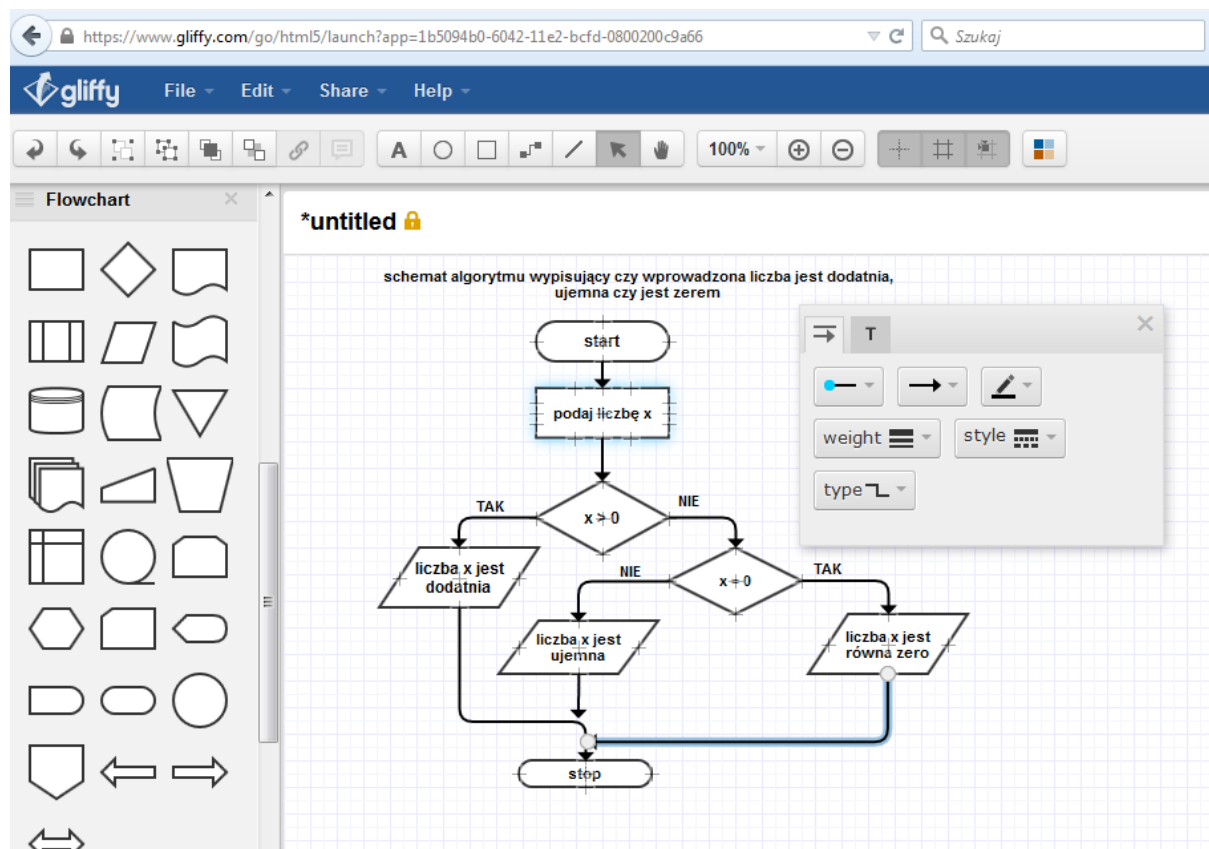 https://www.gliffy.com/go/html5/launch?app=1b5094b0-6042-11e2-bcfd-0800200c9a66
Szukaj
gliffy File Edit Share Help
A 100%
Flowchart
*untitled
schemat algorytmu wypisujący czy wprowadzona liczba jest dodatnia,
ujemna czy jest zerem
start
T
podaj liczbę x
weight style
type
TAK NIE
x > 0
liczba x jest
dodatnia
NIE TAK
x = 0
liczba x jest
ujemna
liczba x jest
równa zero
stop